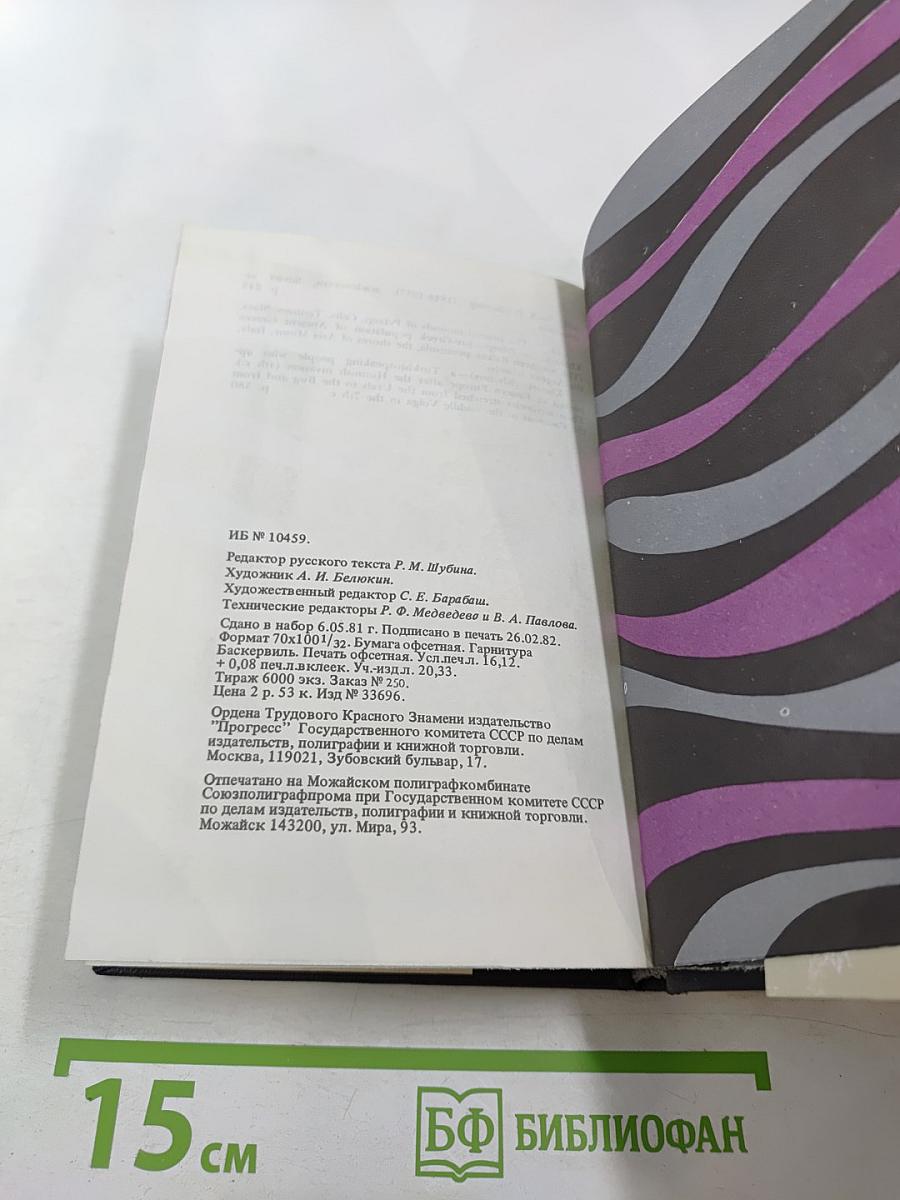 ИБ № 10459.
Редактор русского текста Р. М. Шубина.
Художник А. И. Белюкин.
Художественный редактор С. Е. Барабаш.
Технические редакторы Р. Ф. Медведева и В. А. Павлова.
Сдано в набор 6.05.81 г. Подписано в печать 26.02.82.
Формат 70х100 1/32. Бумага офсетная. Гарнитура
Баскервиль. Печать офсетная. Усл.печ.л. 16,12.
+ 0,08 печ.л.вклеек. Уч.-изд.л. 20,33.
Тираж 6000 экз. Заказ № 250.
Цена 2 р. 53 к. Изд № 33696.
Ордена Трудового Красного Знамени издательство
"Прогресс" Государственного комитета СССР по делам
издательств, полиграфии и книжной торговли.
Москва, 119021, Зубовский бульвар, 17.
Отпечатано на Можайском полиграфкомбинате
Союзполиграфпрома при Государственном комитете СССР
по делам издательств, полиграфии и книжной торговли.
Можайск 143200, ул. Мира, 93.
15 см
БФ БИБЛИОФАН